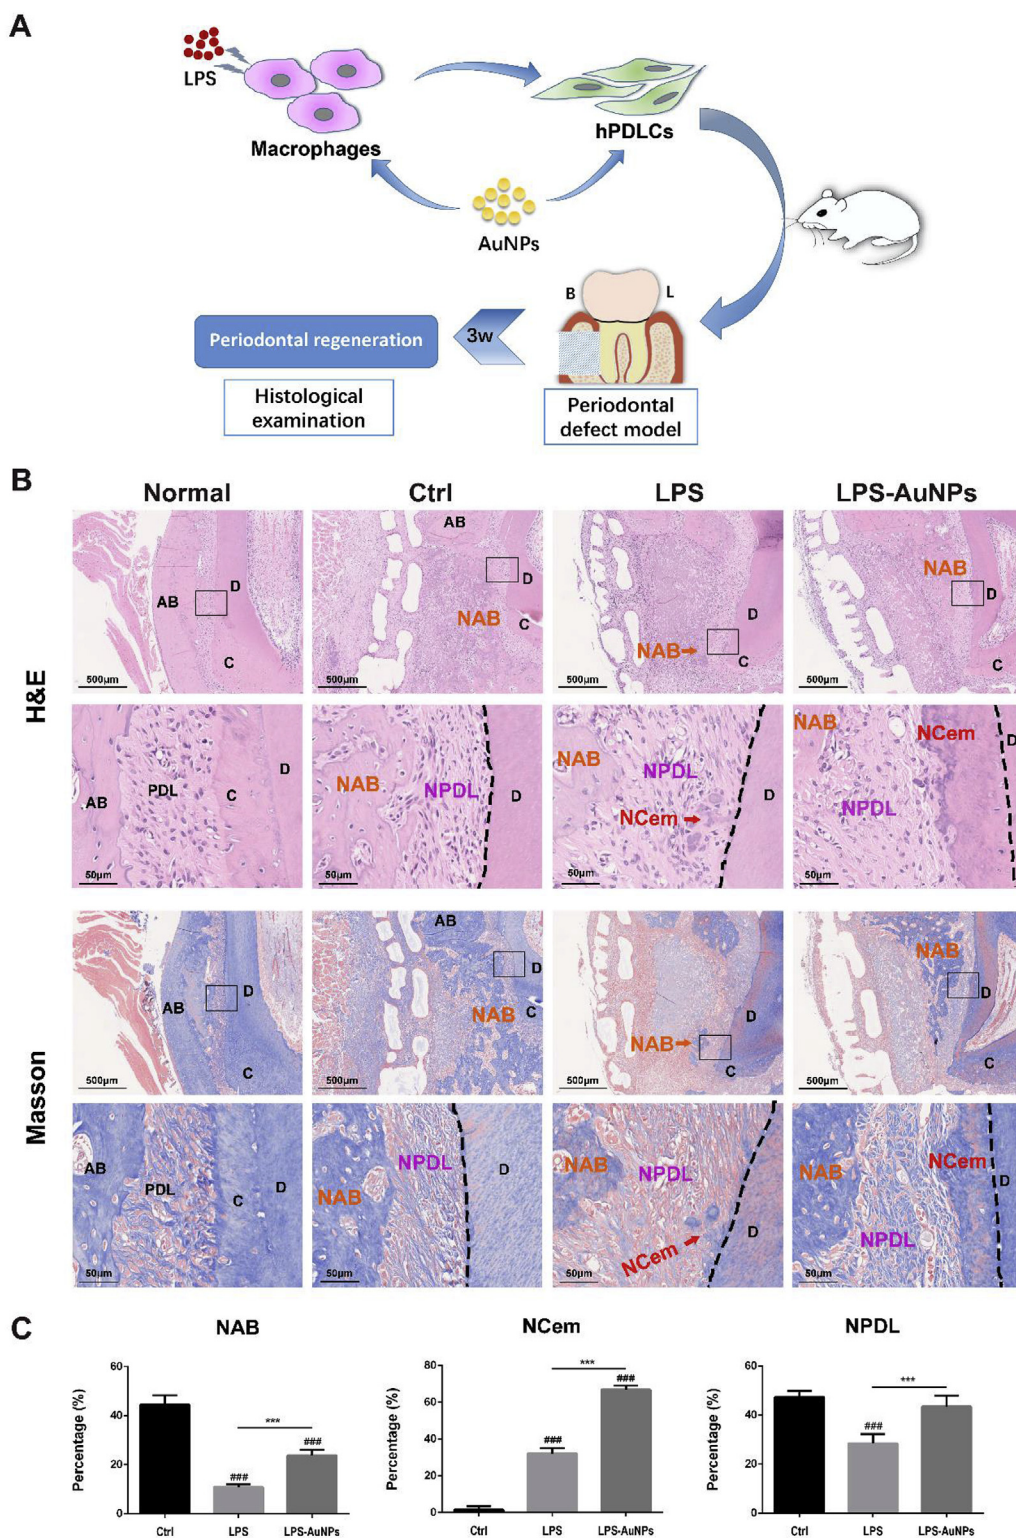 A
LPS
Macrophages
hPDLCs
AuNPs
B
L
3w
Periodontal regeneration
Histological
examination
Periodontal
defect model
B
Normal
Ctrl
LPS
LPS-AuNPs
H&E
AB
D
C
500μm
AB
D
NAB
C
500μm
D
NAB
C
500μm
NAB
D
C
500μm
AB
PDL
C
D
50μm
NAB
NPDL
D
50μm
NAB
NPDL
NCem
D
50μm
NAB
NCem
D
NPDL
50μm
Masson
AB
D
C
500μm
AB
D
C
NAB
500μm
D
NAB
C
500μm
NAB
D
C
500μm
AB
PDL
C
D
50μm
NPDL
NAB
D
50μm
NAB
NPDL
D
NCem
50μm
NAB
NCem
D
NPDL
50μm
C
NAB
Percentage (%)
60
40
20
0
***
###
###
Ctrl
LPS
LPS-AuNPs
NCem
Percentage (%)
80
60
40
20
0
***
###
###
Ctrl
LPS
LPS-AuNPs
NPDL
Percentage (%)
60
40
20
0
***
###
Ctrl
LPS
LPS-AuNPs